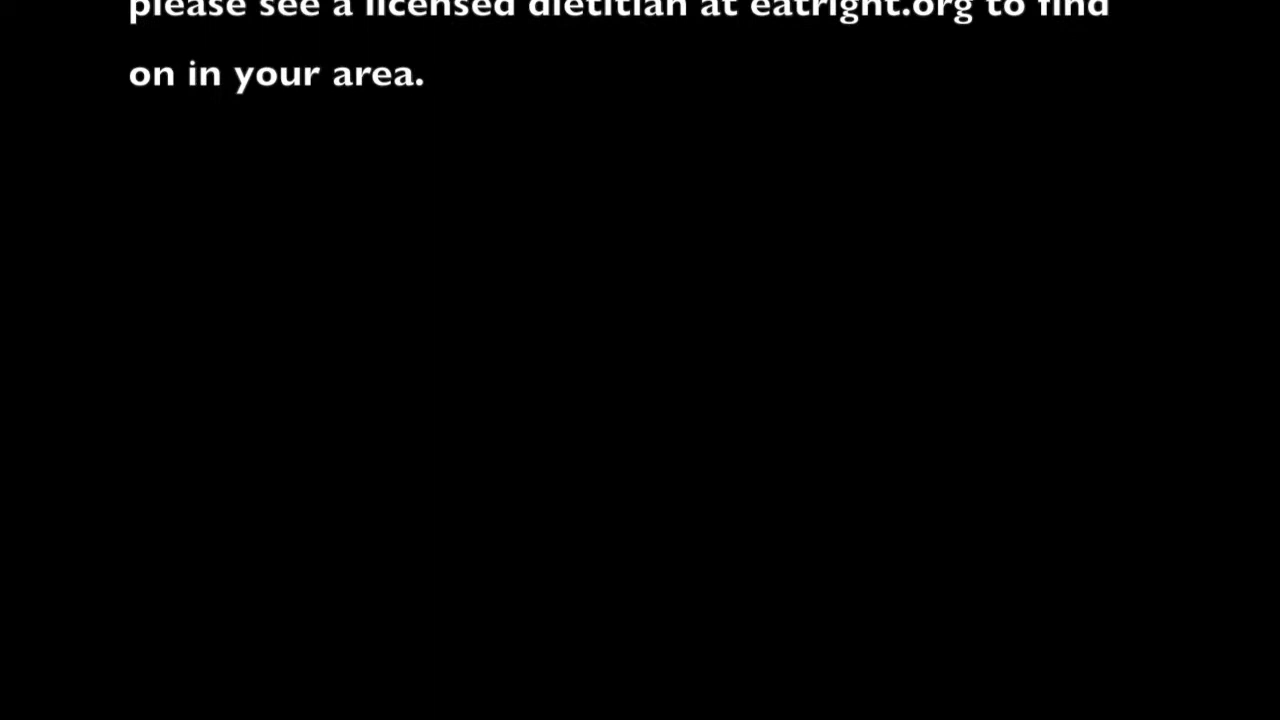 please see a licensed dietitian at eatright.org to find
on in your area.